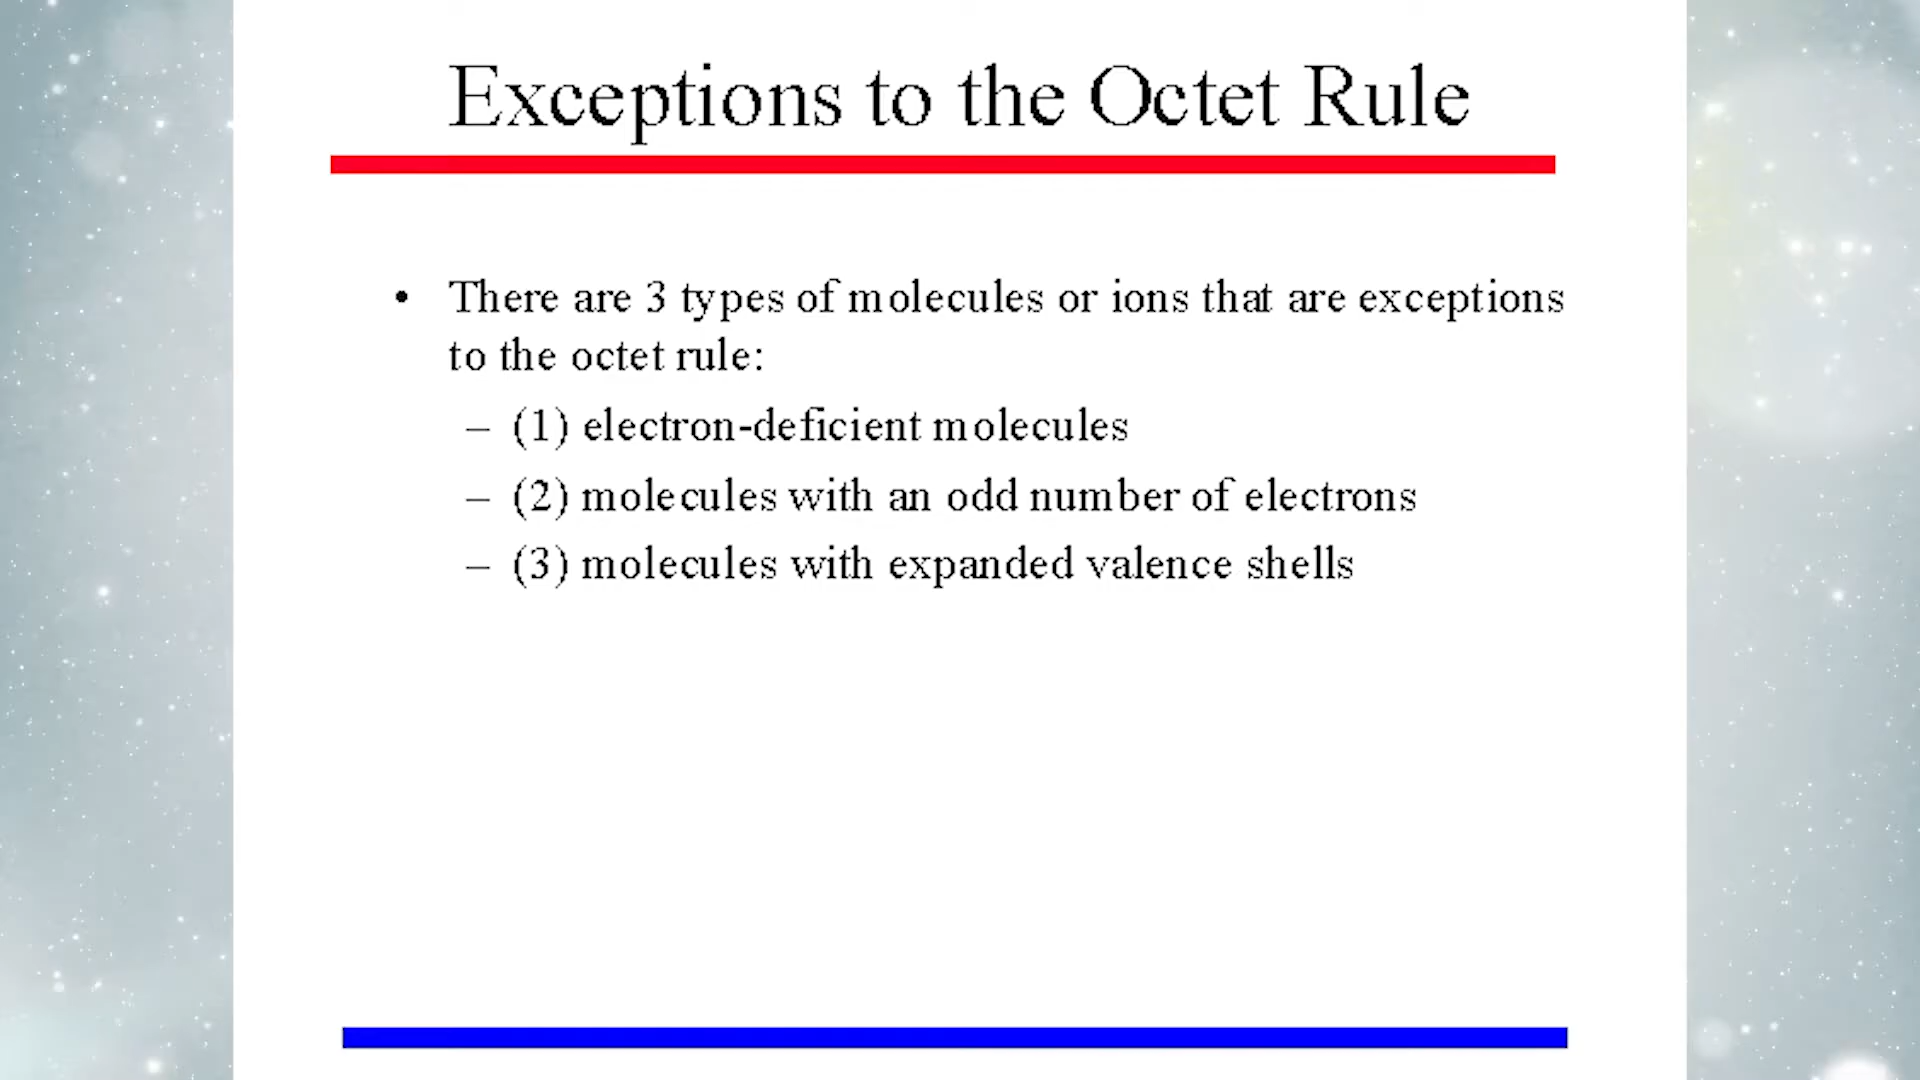 Exceptions to the Octet Rule
• There are 3 types of molecules or ions that are exceptions
to the octet rule:
– (1) electron-deficient molecules
– (2) molecules with an odd number of electrons
– (3) molecules with expanded valence shells